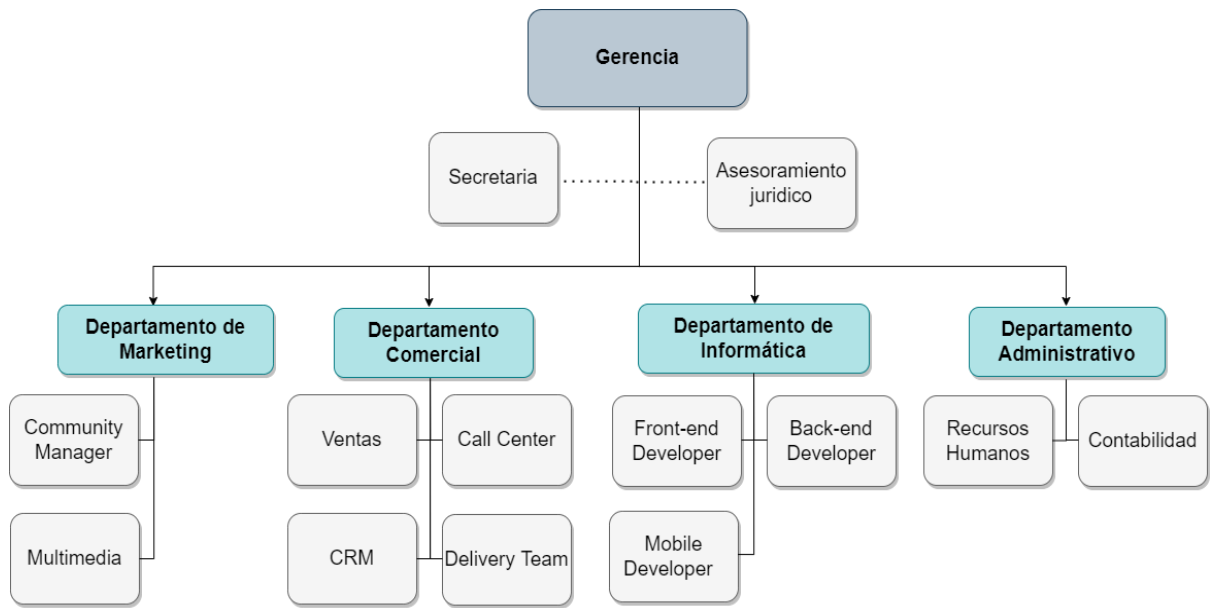 Gerencia
Secretaria
Asesoramiento
juridico
Departamento de
Marketing
Departamento
Comercial
Departamento de
Informática
Departamento
Administrativo
Community
Manager
Ventas
Call Center
Front-end
Developer
Back-end
Developer
Recursos
Humanos
Contabilidad
Multimedia
CRM
Delivery Team
Mobile
Developer